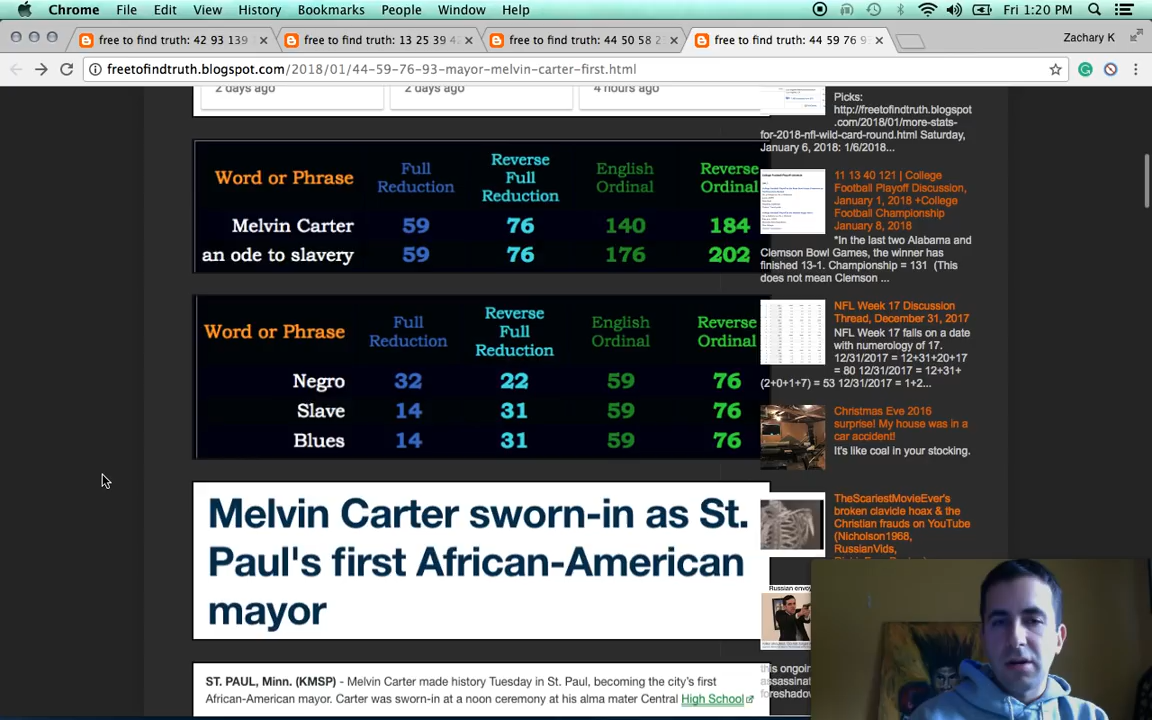 Chrome File Edit View History Bookmarks People Window Help Fri 1:20 PM
free to find truth: 42 93 139 free to find truth: 13 25 39 4 free to find truth: 44 50 58 2 free to find truth: 44 59 76 9 Zachary K
freetofindtruth.blogspot.com/2018/01/44-59-76-93-mayor-melvin-carter-first.html
2 days ago 2 days ago 4 hours ago
Word or Phrase Full Reduction Reverse Full Reduction English Ordinal Reverse Ordinal
Melvin Carter 59 76 140 184
an ode to slavery 59 76 176 202
Word or Phrase Full Reduction Reverse Full Reduction English Ordinal Reverse Ordinal
Negro 32 22 59 76
Slave 14 31 59 76
Blues 14 31 59 76
Melvin Carter sworn-in as St.
Paul's first African-American
mayor
ST. PAUL, Minn. (KMSP) - Melvin Carter made history Tuesday in St. Paul, becoming the city's first
African-American mayor. Carter was sworn-in at a noon ceremony at his alma mater Central High School
Picks:
http://freetofindtruth.blogspot
.com/2018/01/more-stats-
for-2018-nfl-wild-card-round.html Saturday,
January 6, 2018: 1/6/2018...
11 13 40 121 | College
Football Playoff Discussion,
January 1, 2018 +College
Football Championship
January 8, 2018
*In the last two Alabama and
Clemson Bowl Games, the winner has
finished 13-1. Championship = 131 (This
does not mean Clemson ...
NFL Week 17 Discussion
Thread, December 31, 2017
NFL Week 17 falls on a date
with numerology of 17.
12/31/2017 = 12+31+20+17
= 80 12/31/2017 = 12+31+
(2+0+1+7) = 53 12/31/2017 = 1+2...
Christmas Eve 2016
surprise! My house was in a
car accident!
It's like coal in your stocking.
TheScariestMovieEver's
broken clavicle hoax & the
Christian frauds on YouTube
(Nicholson1968,
RussianVids,
Russian envoy
this ongoing
assassinat
foreshadow